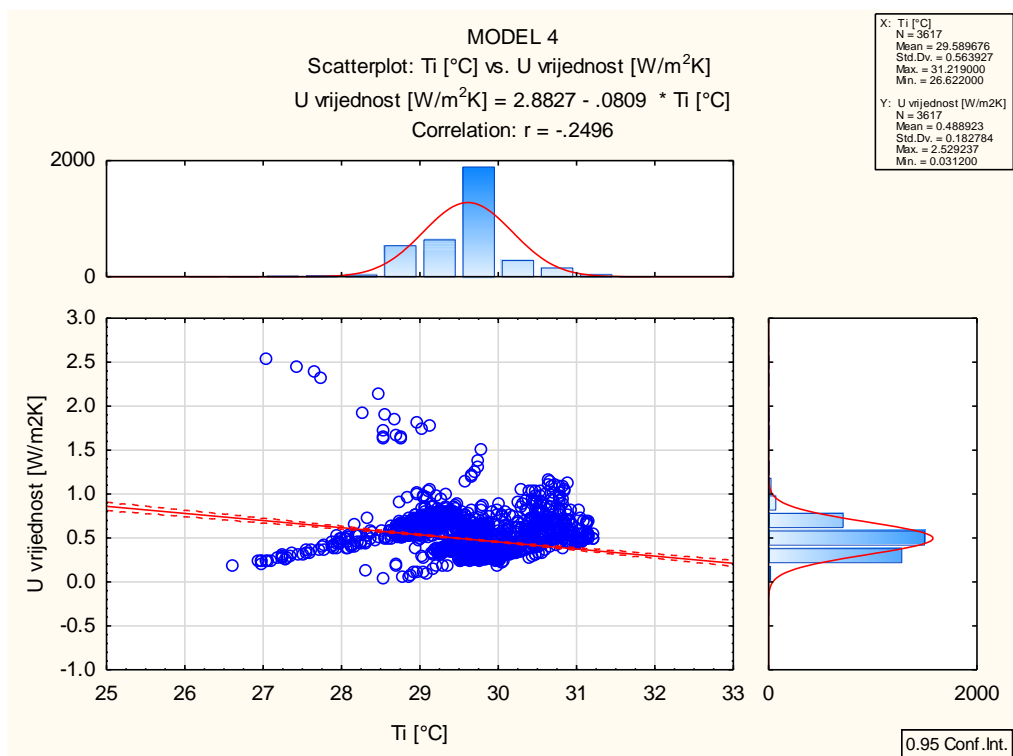 MODEL 4
Scatterplot: Ti [°C] vs. U vrijednost [W/m²K]
U vrijednost [W/m²K] = 2.8827 - .0809 * Ti [°C]
Correlation: r = -.2496
X: Ti [°C]
N = 3617
Mean = 29.589676
Std.Dv. = 0.563927
Max. = 31.219000
Min. = 26.622000
Y: U vrijednost [W/m2K]
N = 3617
Mean = 0.488923
Std.Dv. = 0.182784
Max. = 2.529237
Min. = 0.031200
2000
0
3.0
2.5
2.0
1.5
1.0
0.5
0.0
-0.5
-1.0
U vrijednost [W/m2K]
25 26 27 28 29 30 31 32 33
0 2000
Ti [°C]
0.95 Conf.Int.